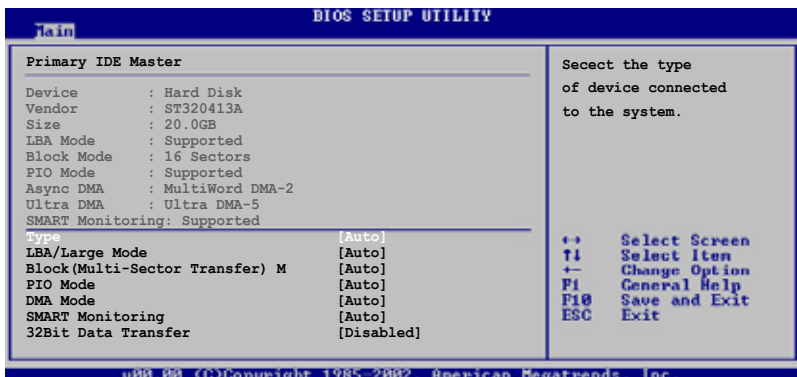 BIOS SETUP UTILITY
Main
Primary IDE Master
Device : Hard Disk
Vendor : ST320413A
Size : 20.0GB
LBA Mode : Supported
Block Mode : 16 Sectors
PIO Mode : Supported
Async DMA : MultiWord DMA-2
Ultra DMA : Ultra DMA-5
SMART Monitoring: Supported
Type [Auto]
LBA/Large Mode [Auto]
Block(Multi-Sector Transfer) M [Auto]
PIO Mode [Auto]
DMA Mode [Auto]
SMART Monitoring [Auto]
32Bit Data Transfer [Disabled]
Secect the type
of device connected
to the system.
↔ Select Screen
↑↓ Select Item
+- Change Option
F1 General Help
F10 Save and Exit
ESC Exit
v00.00 (C)Copyright 1985-2002, American Megatrends, Inc.